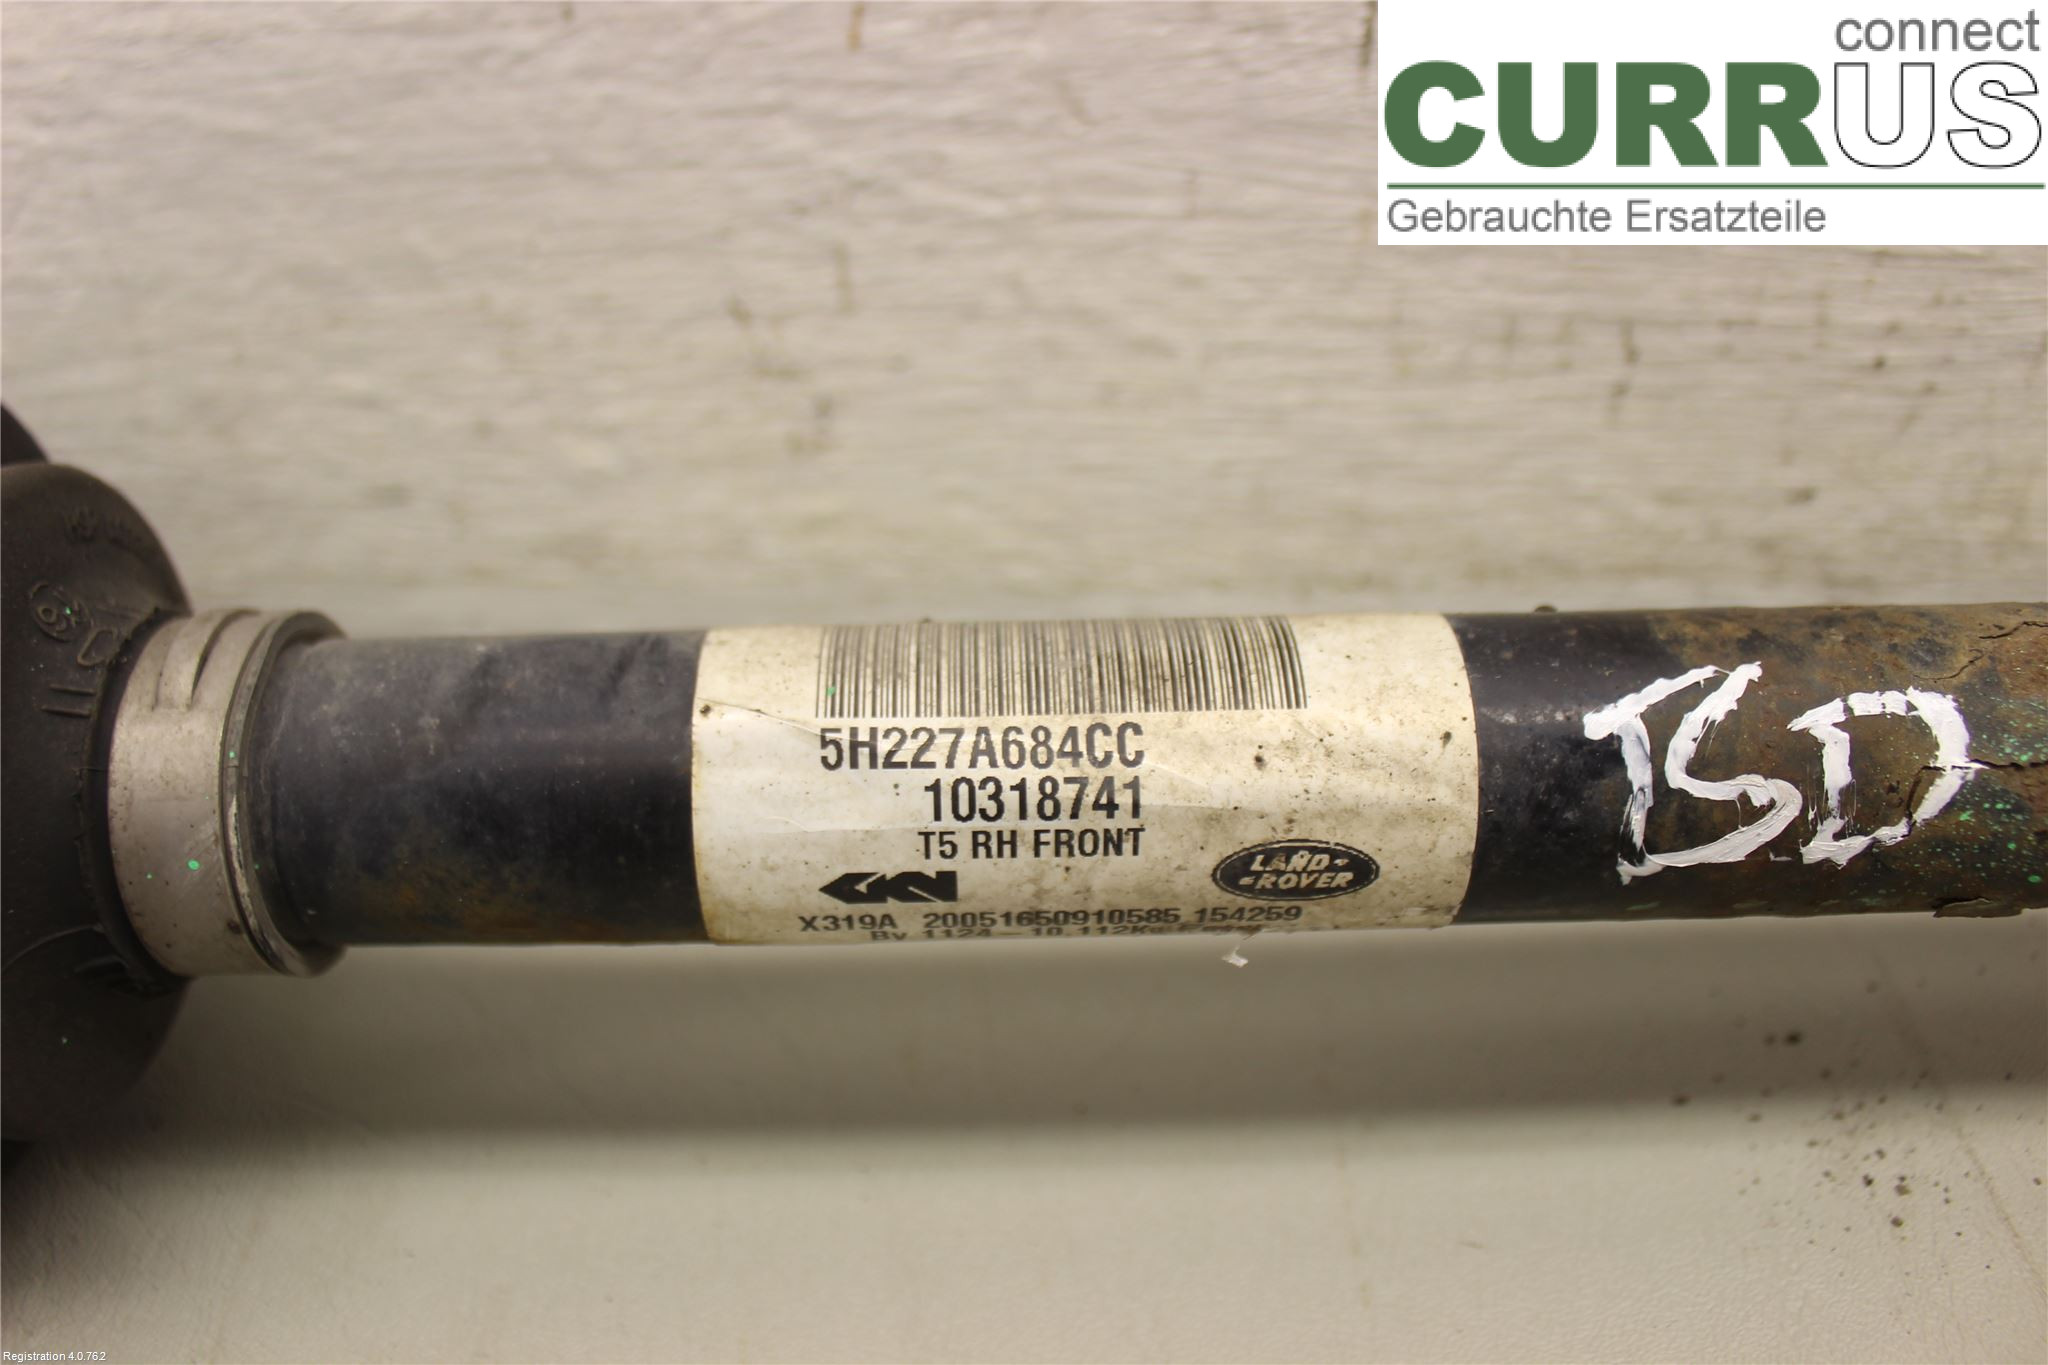 connect
CURRUS
Gebrauchte Ersatzteile
5H227A684CC
10318741
T5 RH FRONT
GKN
LAND-
-ROVER
X319A 20051650910585 154259
BSD
Registration 4.0.762